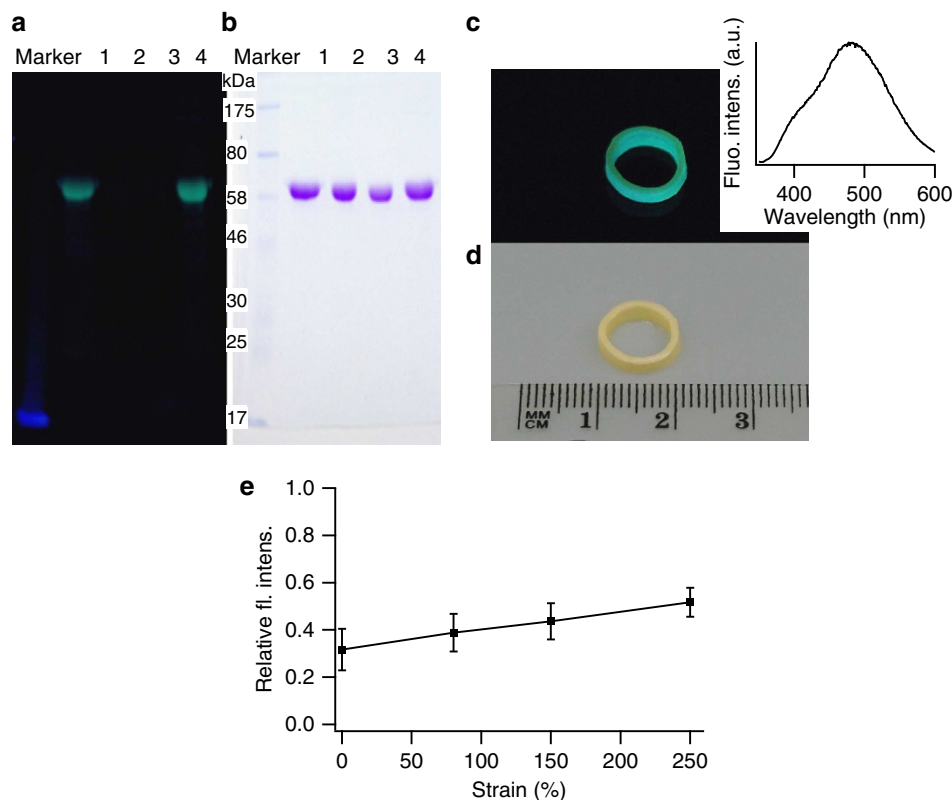 a
Marker 1 2 3 4
b
Marker 1 2 3 4
kDa
175
80
58
46
30
25
17
c
Fluo. intens. (a.u.)
400 500 600
Wavelength (nm)
d
MM
CM 1 2 3
e
Relative fl. intens.
1.0
0.8
0.6
0.4
0.2
0.0
0 50 100 150 200 250
Strain (%)